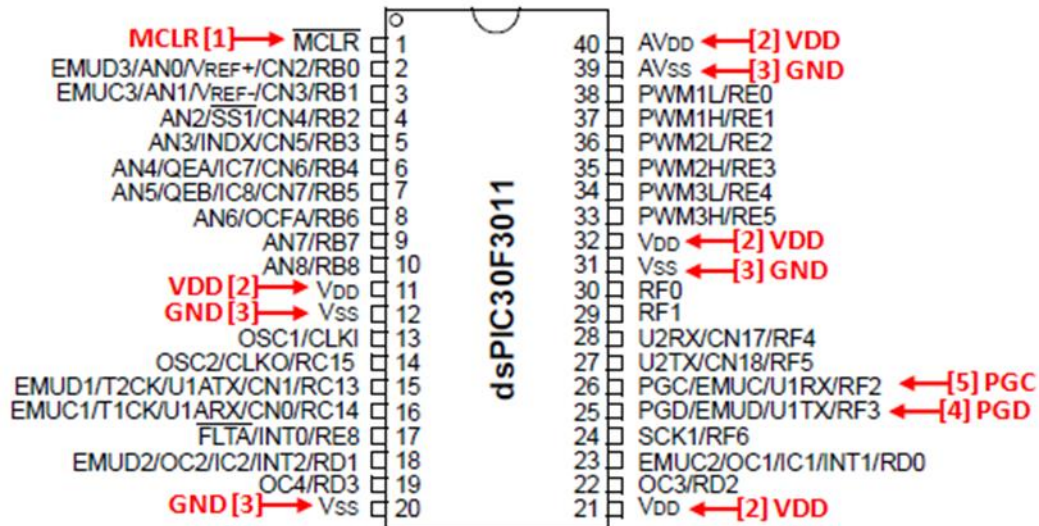 MCLR [1] MCLR 1 40 AVDD [2] VDD
EMUD3/AN0/VREF+/CN2/RB0 2 39 AVSS [3] GND
EMUC3/AN1/VREF-/CN3/RB1 3 38 PWM1L/RE0
AN2/SS1/CN4/RB2 4 37 PWM1H/RE1
AN3/INDX/CN5/RB3 5 36 PWM2L/RE2
AN4/QEA/IC7/CN6/RB4 6 35 PWM2H/RE3
AN5/QEB/IC8/CN7/RB5 7 34 PWM3L/RE4
AN6/OCFA/RB6 8 33 PWM3H/RE5
AN7/RB7 9 32 VDD [2] VDD
AN8/RB8 10 31 VSS [3] GND
VDD [2] VDD 11 30 RF0
GND [3] VSS 12 29 RF1
OSC1/CLKI 13 28 U2RX/CN17/RF4
OSC2/CLKO/RC15 14 27 U2TX/CN18/RF5
EMUD1/T2CK/U1ATX/CN1/RC13 15 26 PGC/EMUC/U1RX/RF2 [5] PGC
EMUC1/T1CK/U1ARX/CN0/RC14 16 25 PGD/EMUD/U1TX/RF3 [4] PGD
FLTA/INT0/RE8 17 24 SCK1/RF6
EMUD2/OC2/IC2/INT2/RD1 18 23 EMUC2/OC1/IC1/INT1/RD0
OC4/RD3 19 22 OC3/RD2
GND [3] VSS 20 21 VDD [2] VDD
dsPIC30F3011